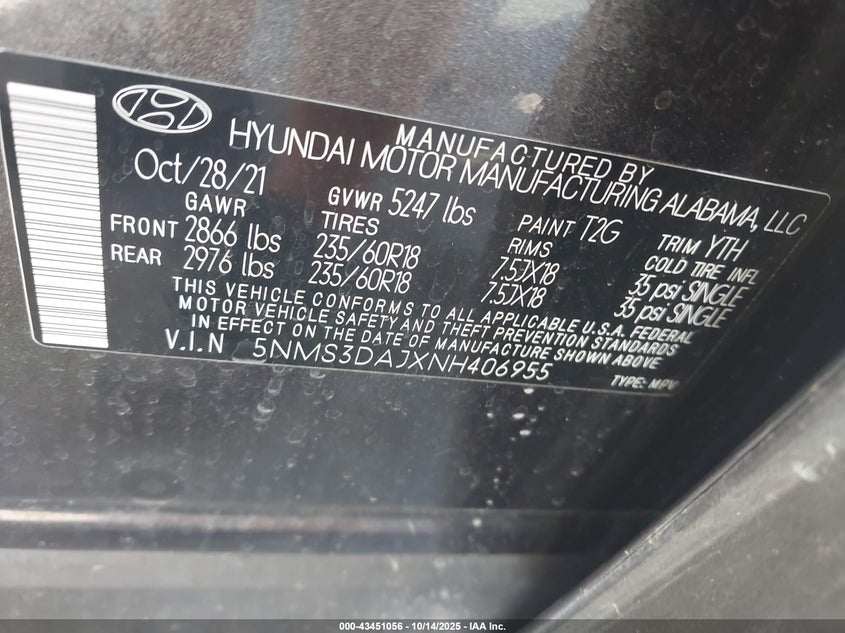 MANUFACTURED BY
HYUNDAI MOTOR MANUFACTURING ALABAMA, LLC
Oct/28/21
GAWR GVWR 5247 lbs PAINT T2G TRIM YTH
TIRES RIMS COLD TIRE INFL
FRONT 2866 lbs 235/60R18 7.5JX18 35 psi SINGLE
REAR 2976 lbs 235/60R18 7.5JX18 35 psi SINGLE
THIS VEHICLE CONFORMS TO ALL APPLICABLE U.S.A. FEDERAL
MOTOR VEHICLE SAFETY AND THEFT PREVENTION STANDARDS
IN EFFECT ON THE DATE OF MANUFACTURE SHOWN ABOVE
V.I.N 5NMS3DAJXNH406955 TYPE: MPV
000-43451056 - 10/14/2025 - IAA Inc.